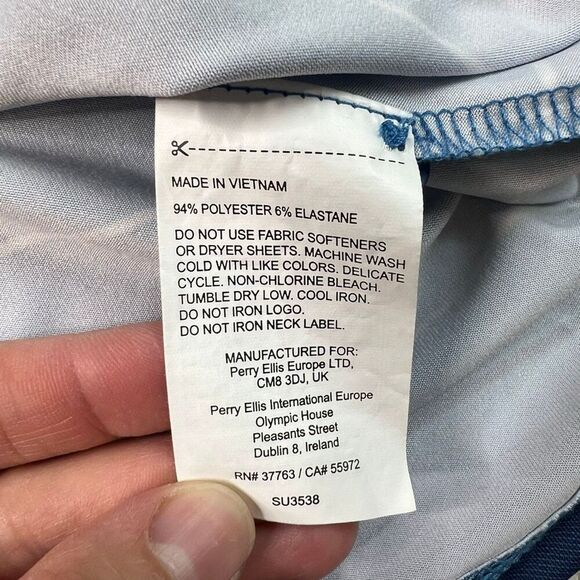 MADE IN VIETNAM
94% POLYESTER 6% ELASTANE
DO NOT USE FABRIC SOFTENERS
OR DRYER SHEETS. MACHINE WASH
COLD WITH LIKE COLORS. DELICATE
CYCLE. NON-CHLORINE BLEACH.
TUMBLE DRY LOW. COOL IRON.
DO NOT IRON LOGO.
DO NOT IRON NECK LABEL.
MANUFACTURED FOR:
Perry Ellis Europe LTD,
CM8 3DJ, UK
Perry Ellis International Europe
Olympic House
Pleasants Street
Dublin 8, Ireland
RN# 37763 / CA# 55972
SU3538